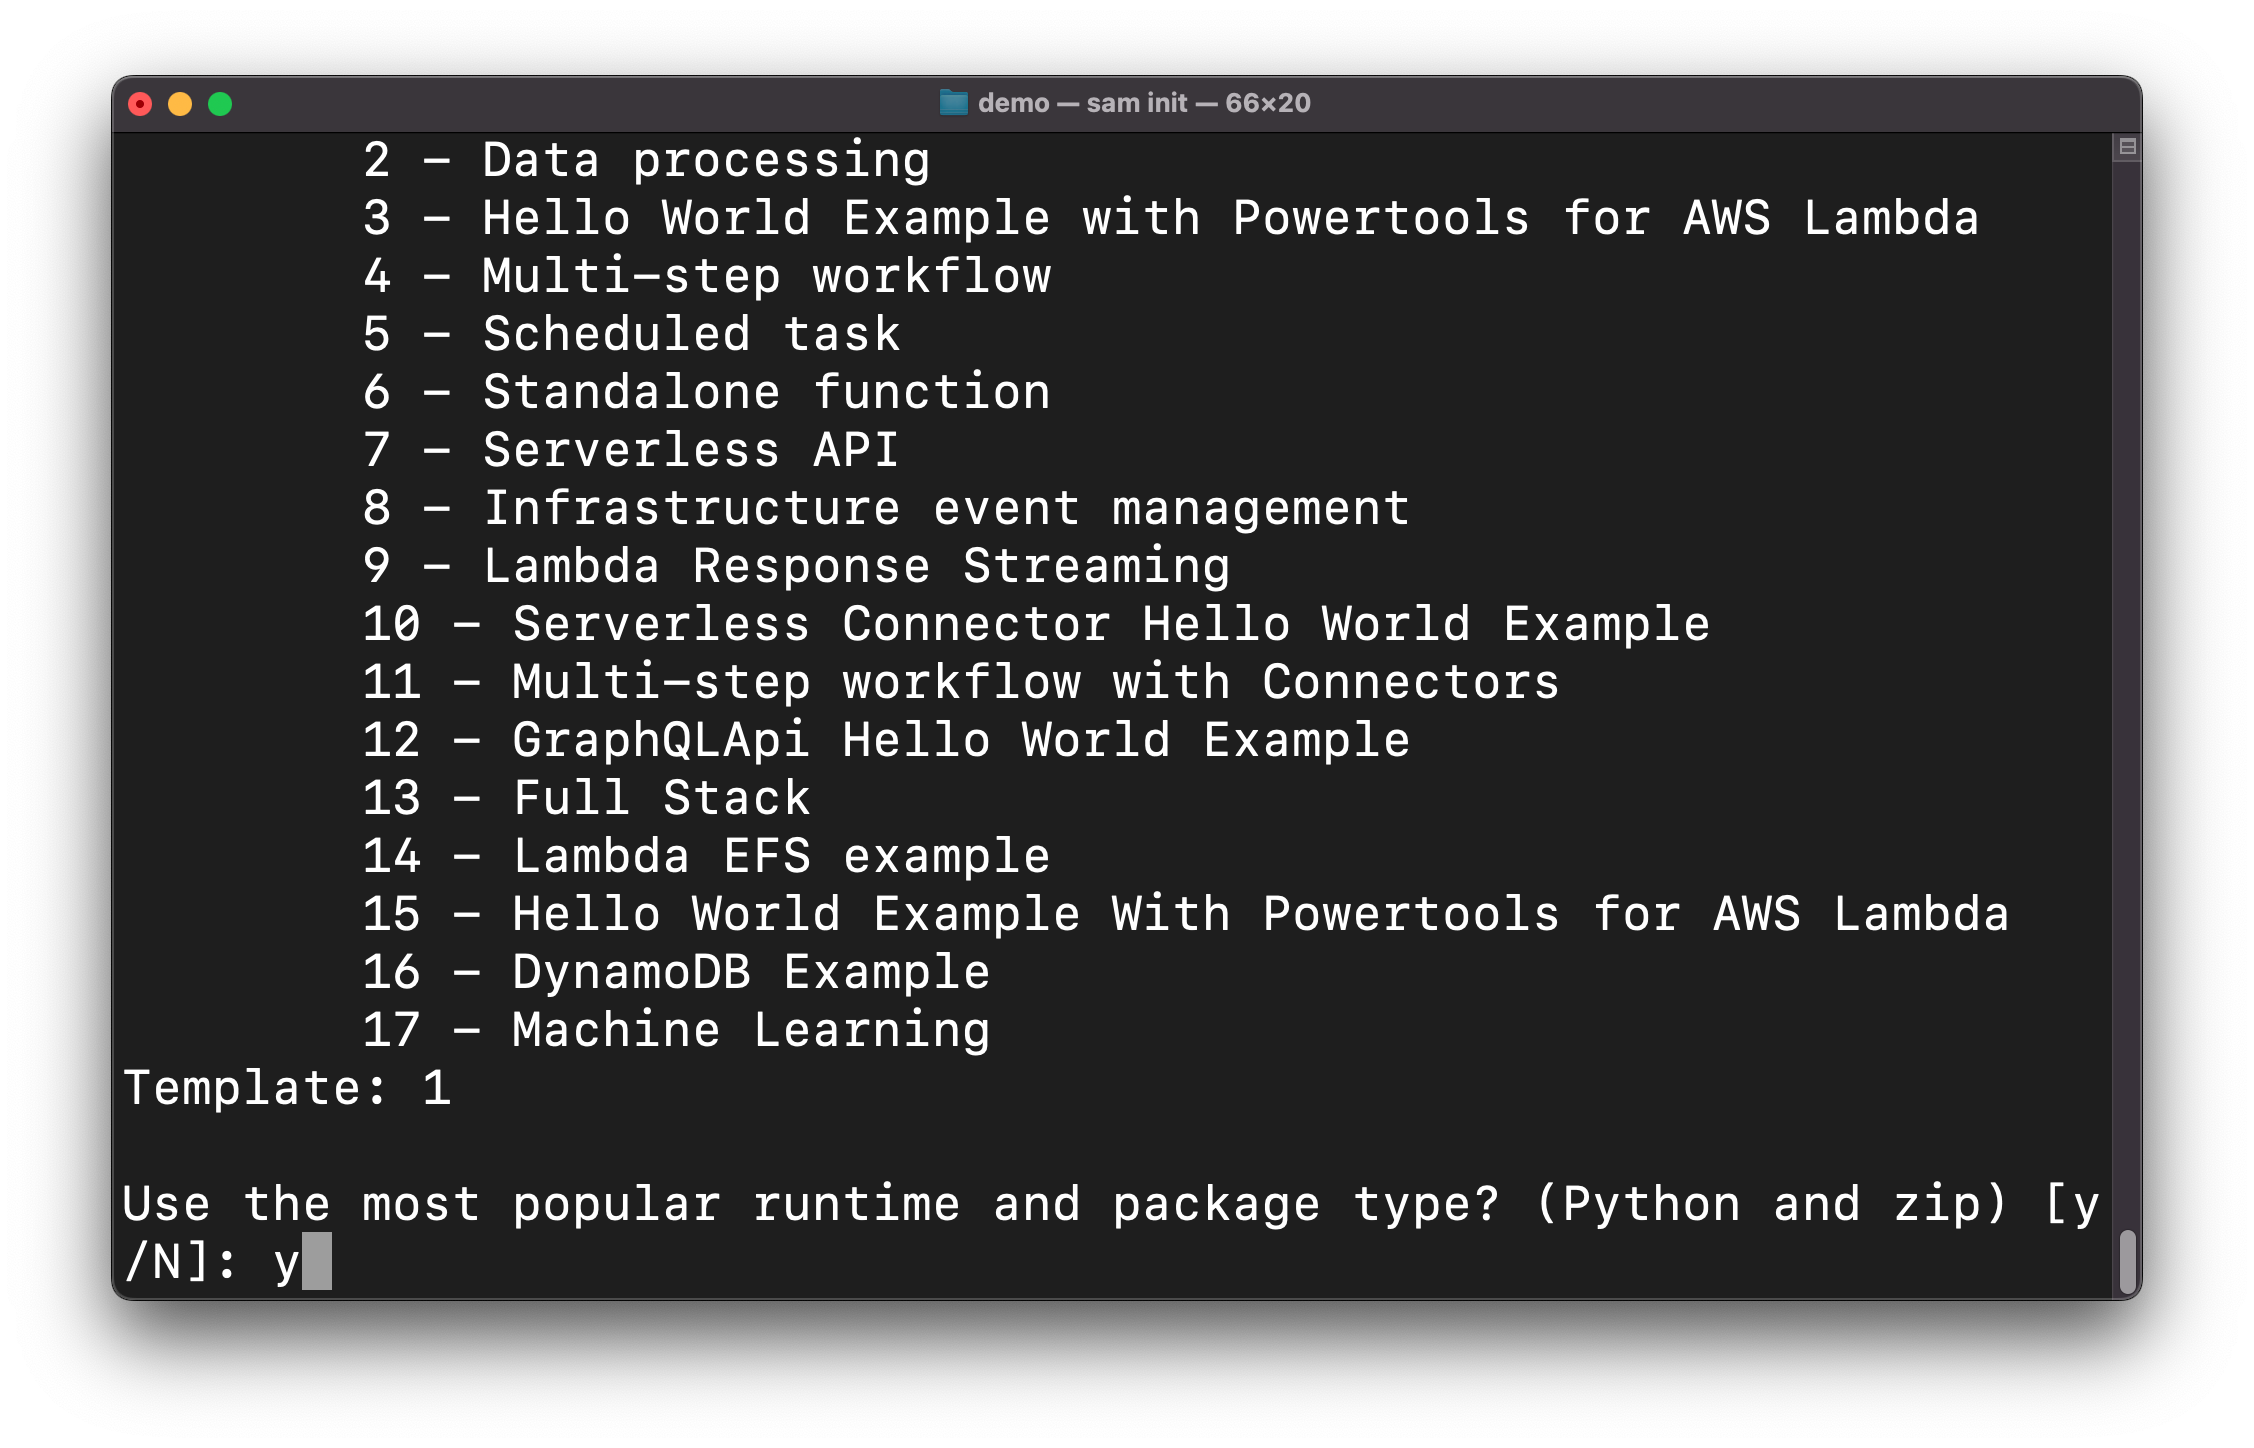 demo — sam init — 66×20
2 - Data processing
3 - Hello World Example with Powertools for AWS Lambda
4 - Multi-step workflow
5 - Scheduled task
6 - Standalone function
7 - Serverless API
8 - Infrastructure event management
9 - Lambda Response Streaming
10 - Serverless Connector Hello World Example
11 - Multi-step workflow with Connectors
12 - GraphQLApi Hello World Example
13 - Full Stack
14 - Lambda EFS example
15 - Hello World Example With Powertools for AWS Lambda
16 - DynamoDB Example
17 - Machine Learning
Template: 1
Use the most popular runtime and package type? (Python and zip) [y
/N]: y